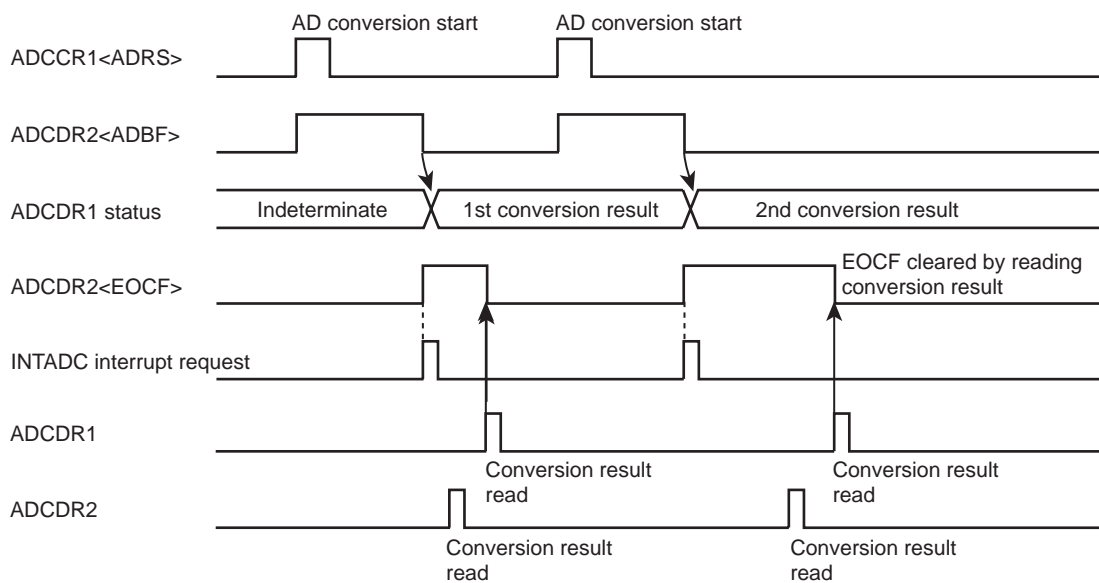 AD conversion start
AD conversion start
ADCCR1<ADRS>
ADCDR2<ADBF>
ADCDR1 status
Indeterminate
1st conversion result
2nd conversion result
ADCDR2<EOCF>
EOCF cleared by reading
conversion result
INTADC interrupt request
ADCDR1
Conversion result
read
Conversion result
read
ADCDR2
Conversion result
read
Conversion result
read